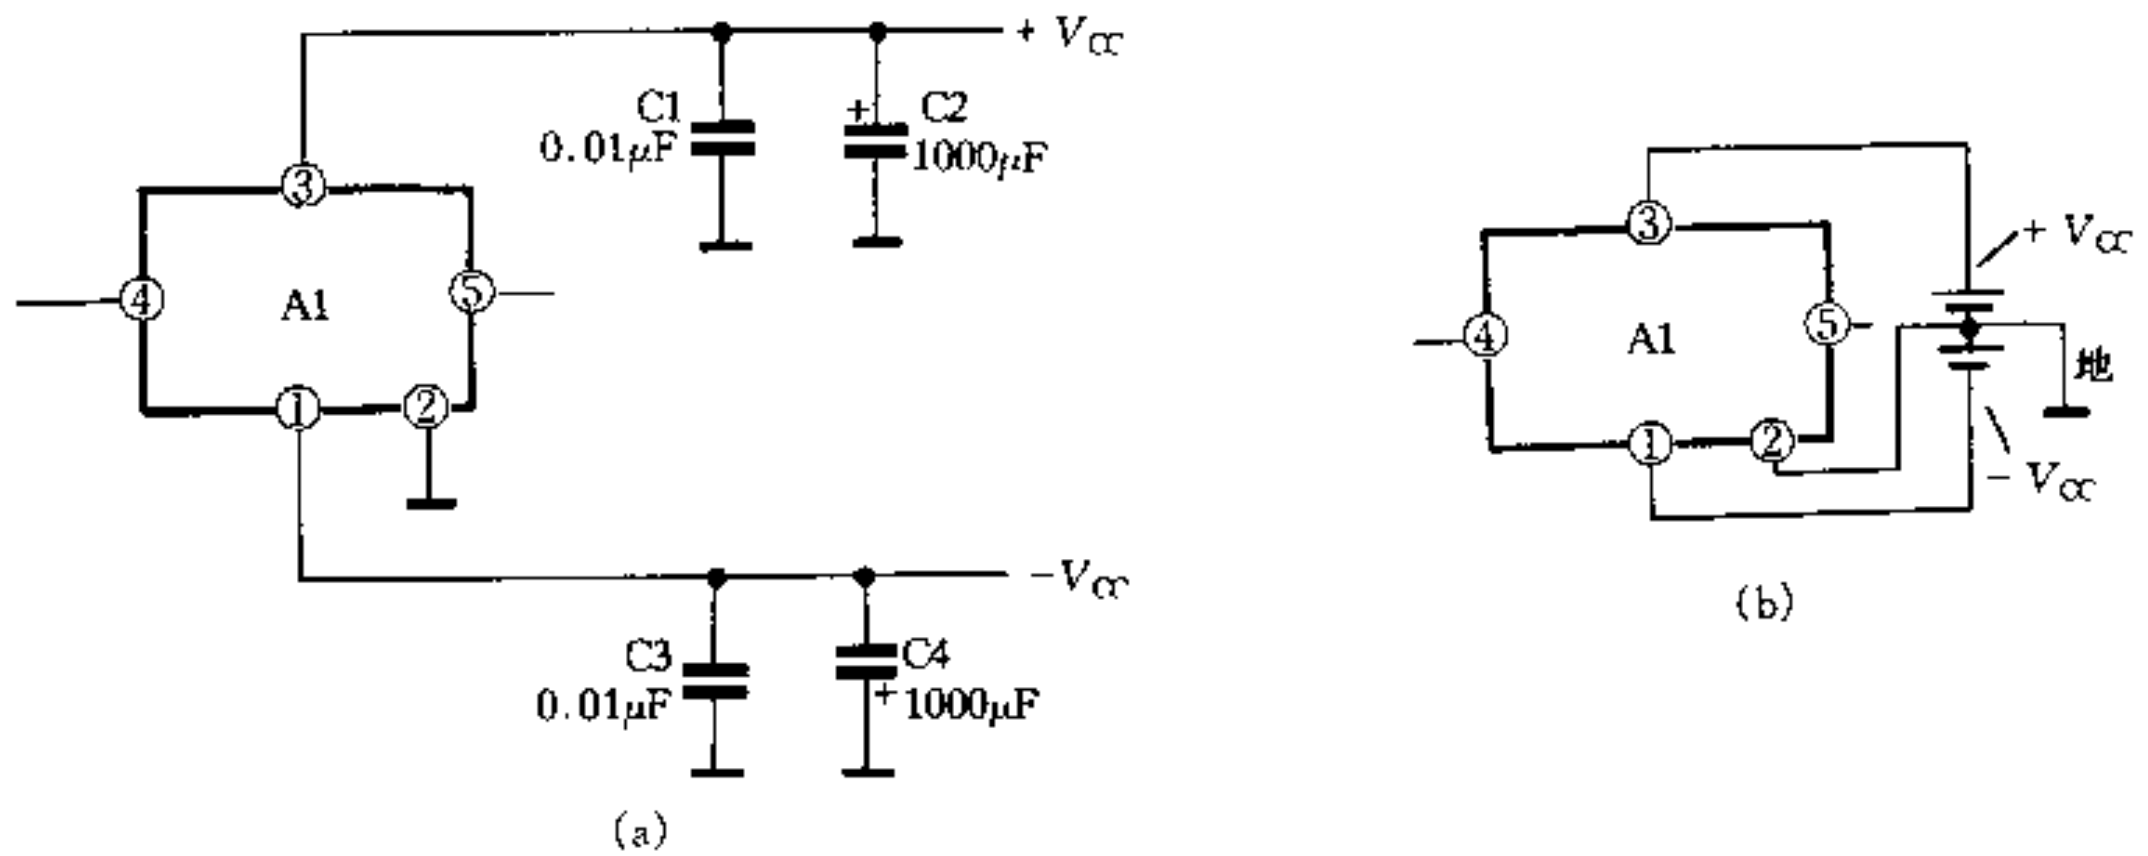 + VCC
C1
0.01μF
+ C2
1000μF
③
④ A1 ⑤
① ②
-VCC
C3
0.01μF
C4
+ 1000μF
(a)
③
+ VCC
④ A1 ⑤
地
① ②
- VCC
(b)